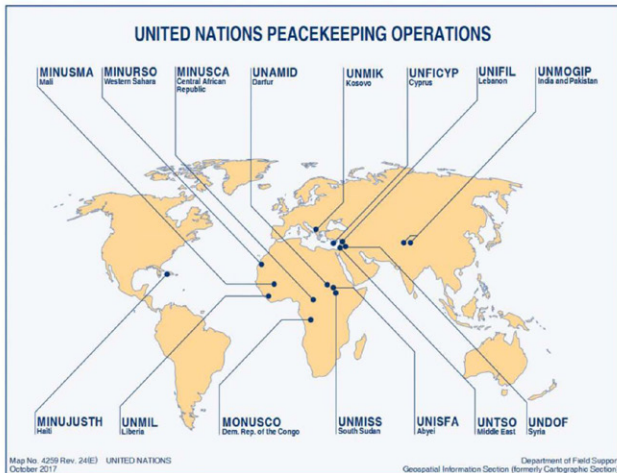 UNITED NATIONS PEACEKEEPING OPERATIONS
MINUSMA
Mali
MINURSO
Western Sahara
MINUSCA
Central African
Republic
UNAMID
Darfur
UNMIK
Kosovo
UNFICYP
Cyprus
UNIFIL
Lebanon
UNMOGIP
India and Pakistan
MINUJUSTH
Haiti
UNMIL
Liberia
MONUSCO
Dem. Rep. of the Congo
UNMISS
South Sudan
UNISFA
Abyei
UNTSO
Middle East
UNDOF
Syria
Map No. 4259 Rev. 24(E) UNITED NATIONS
October 2017
Department of Field Support
Geospatial Information Section (formerly Cartographic Section)